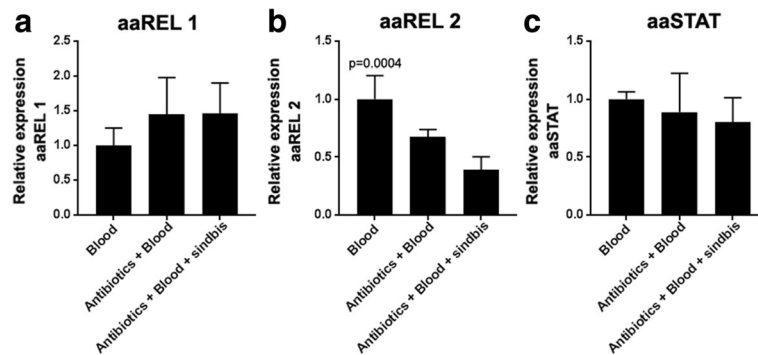 a
aaREL 1
Relative expression
aaREL 1
2.5
2.0
1.5
1.0
0.5
0.0
Blood
Antibiotics + Blood
Antibiotics + Blood + sindbis
b
aaREL 2
Relative expression
aaREL 2
1.5
1.0
0.5
0.0
p=0.0004
Blood
Antibiotics + Blood
Antibiotics + Blood + sindbis
c
aaSTAT
Relative expression
aaSTAT
1.5
1.0
0.5
0.0
Blood
Antibiotics + Blood
Antibiotics + Blood + sindbis